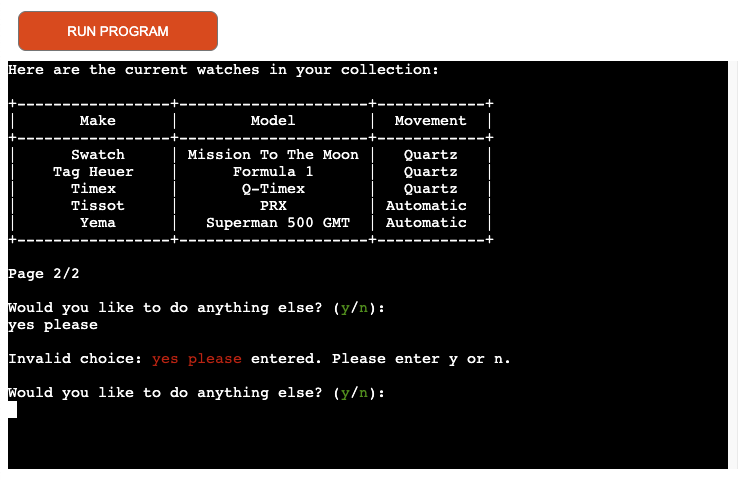 RUN PROGRAM
Here are the current watches in your collection:
+-----------------+---------------------+------------+
| Make | Model | Movement |
+-----------------+---------------------+------------+
| Swatch | Mission To The Moon | Quartz |
| Tag Heuer | Formula 1 | Quartz |
| Timex | Q-Timex | Quartz |
| Tissot | PRX | Automatic |
| Yema | Superman 500 GMT | Automatic |
+-----------------+---------------------+------------+
Page 2/2
Would you like to do anything else? (y/n):
yes please
Invalid choice: yes please entered. Please enter y or n.
Would you like to do anything else? (y/n):